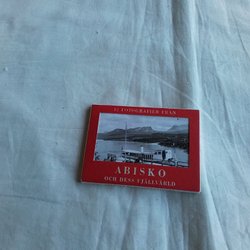 12 FOTOGRAFIER FRÅN
ABISKO
OCH DESS FJÄLLVÄRLD